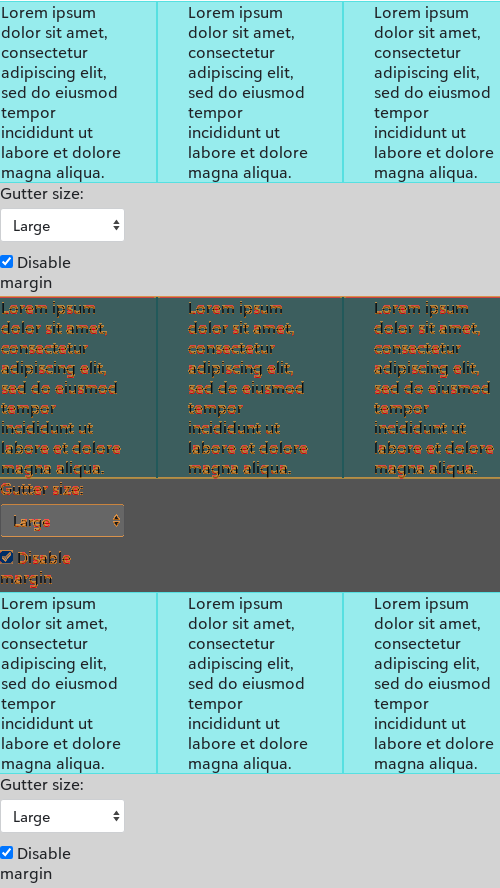 Lorem ipsum
dolor sit amet,
consectetur
adipiscing elit,
sed do eiusmod
tempor
incididunt ut
labore et dolore
magna aliqua.
Lorem ipsum
dolor sit amet,
consectetur
adipiscing elit,
sed do eiusmod
tempor
incididunt ut
labore et dolore
magna aliqua.
Lorem ipsum
dolor sit amet,
consectetur
adipiscing elit,
sed do eiusmod
tempor
incididunt ut
labore et dolore
magna aliqua.
Gutter size:
Large
Disable
margin
Lorem ipsum
dolor sit amet,
consectetur
adipiscing elit,
sed do eiusmod
tempor
incididunt ut
labore et dolore
magna aliqua.
Lorem ipsum
dolor sit amet,
consectetur
adipiscing elit,
sed do eiusmod
tempor
incididunt ut
labore et dolore
magna aliqua.
Lorem ipsum
dolor sit amet,
consectetur
adipiscing elit,
sed do eiusmod
tempor
incididunt ut
labore et dolore
magna aliqua.
Gutter size:
Large
Disable
margin
Lorem ipsum
dolor sit amet,
consectetur
adipiscing elit,
sed do eiusmod
tempor
incididunt ut
labore et dolore
magna aliqua.
Lorem ipsum
dolor sit amet,
consectetur
adipiscing elit,
sed do eiusmod
tempor
incididunt ut
labore et dolore
magna aliqua.
Lorem ipsum
dolor sit amet,
consectetur
adipiscing elit,
sed do eiusmod
tempor
incididunt ut
labore et dolore
magna aliqua.
Gutter size:
Large
Disable
margin